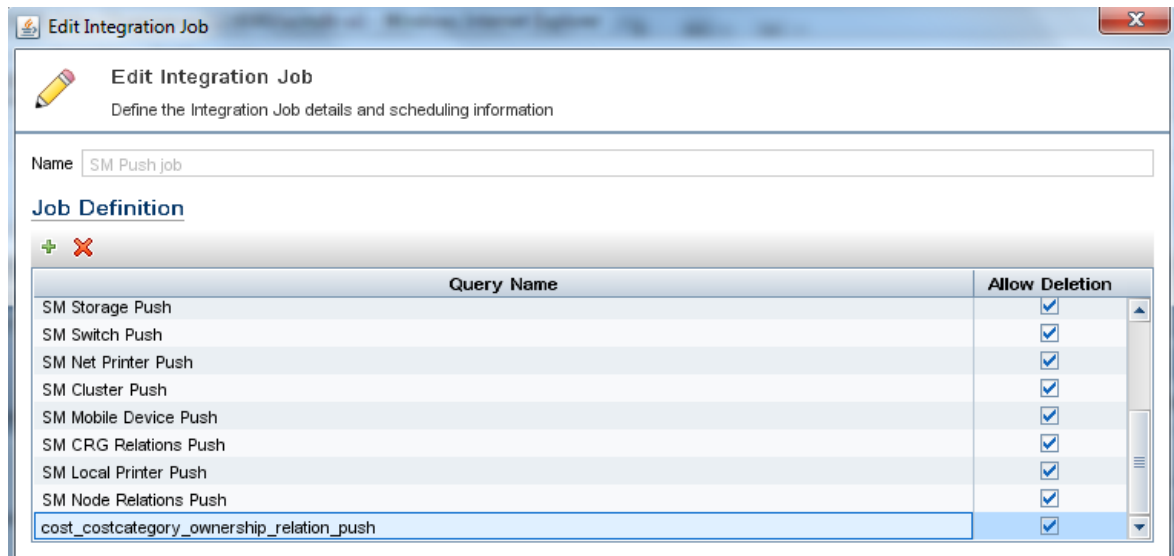 Edit Integration Job
Edit Integration Job
Define the Integration Job details and scheduling information
Name SM Push job
Job Definition
Query Name Allow Deletion
SM Storage Push
SM Switch Push
SM Net Printer Push
SM Cluster Push
SM Mobile Device Push
SM CRG Relations Push
SM Local Printer Push
SM Node Relations Push
cost_costcategory_ownership_relation_push